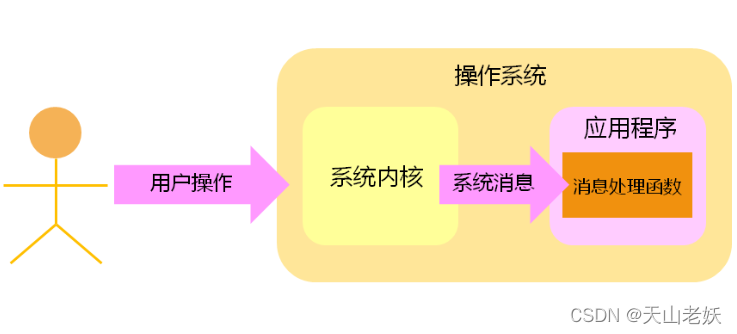 操作系统
应用程序
系统内核
用户操作
系统消息
消息处理函数
CSDN @天山老妖